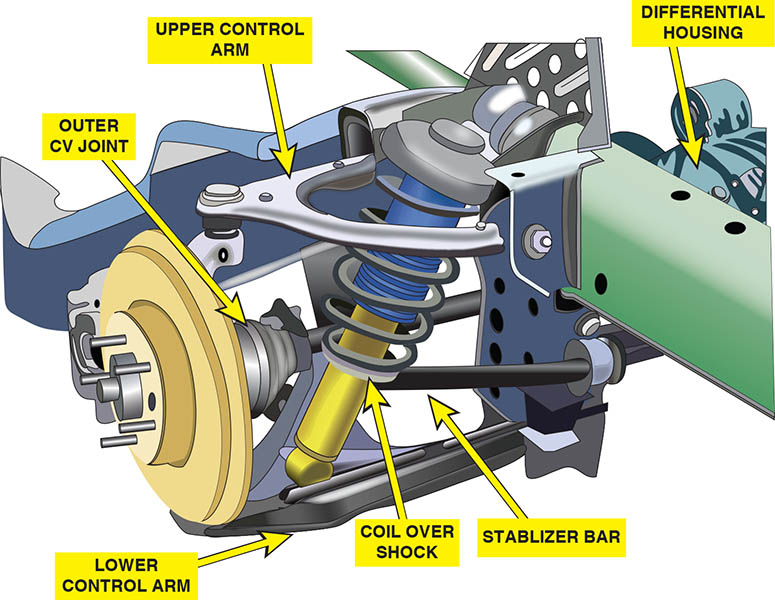 UPPER CONTROL
ARM
DIFFERENTIAL
HOUSING
OUTER
CV JOINT
COIL OVER
SHOCK
STABLIZER BAR
LOWER
CONTROL ARM